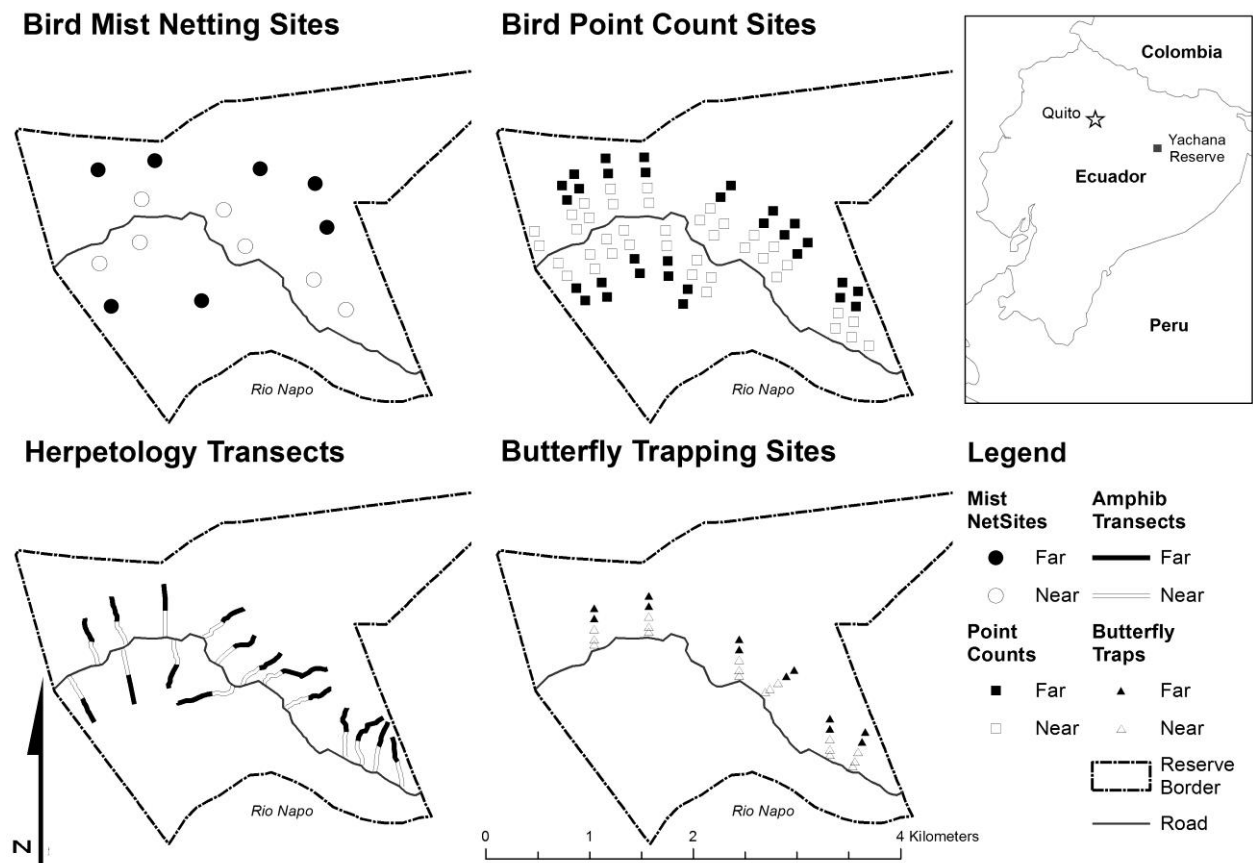 Bird Mist Netting Sites
Rio Napo
Bird Point Count Sites
Rio Napo
Colombia
Quito
Yachana
Reserve
Ecuador
Peru
Herpetology Transects
Rio Napo
N
Butterfly Trapping Sites
Rio Napo
0 1 2 4 Kilometers
Legend
Mist
NetSites
Far
Near
Amphib
Transects
Far
Near
Point
Counts
Far
Near
Butterfly
Traps
Far
Near
Reserve
Border
Road